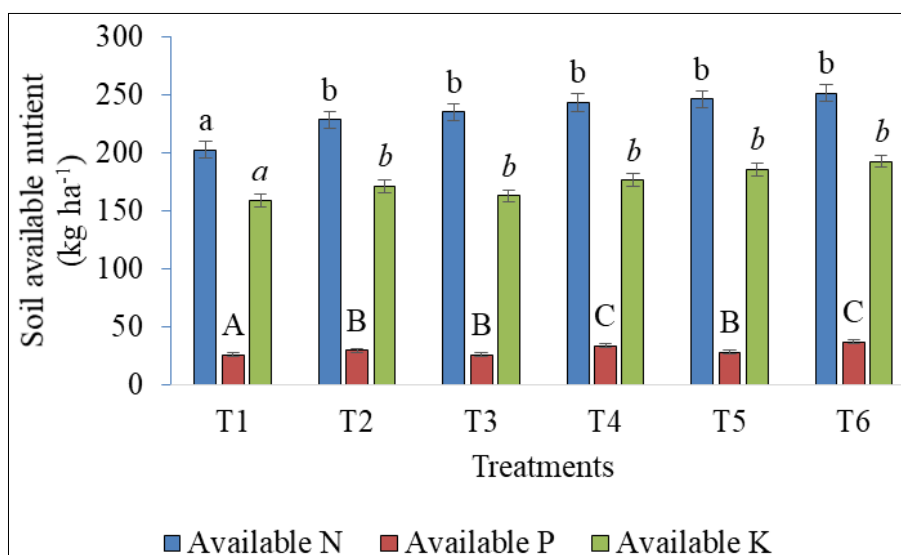 Soil available nutient
(kg ha⁻¹)
300
250
200
150
100
50
0
a
A
a
b
B
b
b
B
b
b
C
b
b
B
b
b
C
b
T1 T2 T3 T4 T5 T6
Treatments
Available N Available P Available K